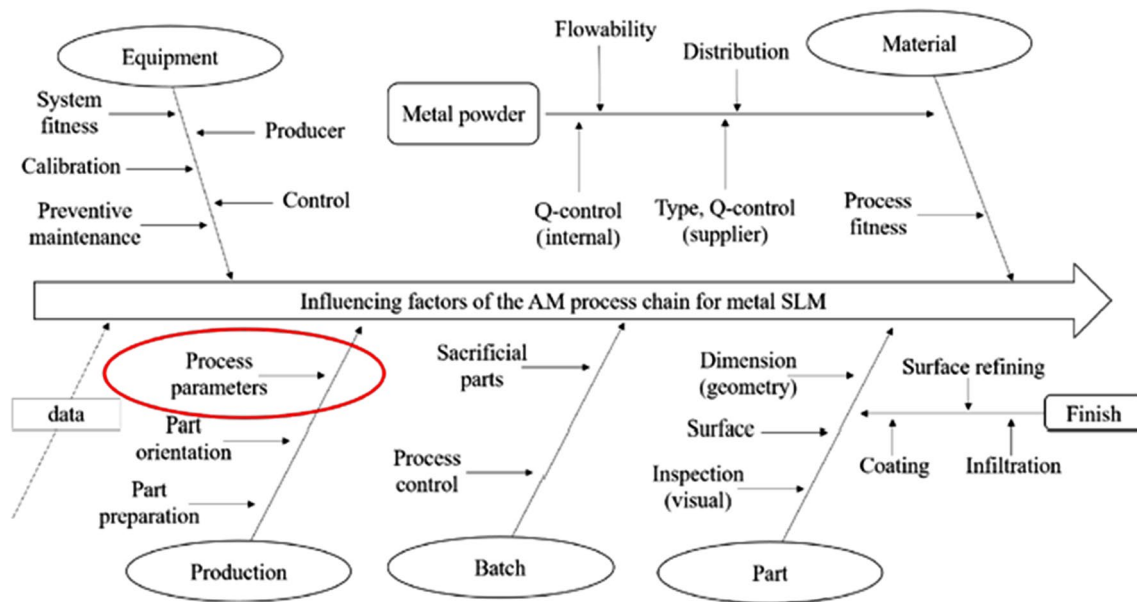 Equipment
Flowability
Distribution
Material
System
fitness
Producer
Metal powder
Calibration
Control
Preventive
maintenance
Q-control
(internal)
Type, Q-control
(supplier)
Process
fitness
Influencing factors of the AM process chain for metal SLM
data
Process
parameters
Part
orientation
Part
preparation
Production
Sacrificial
parts
Process
control
Batch
Dimension
(geometry)
Surface
Inspection
(visual)
Part
Surface refining
Finish
Coating
Infiltration